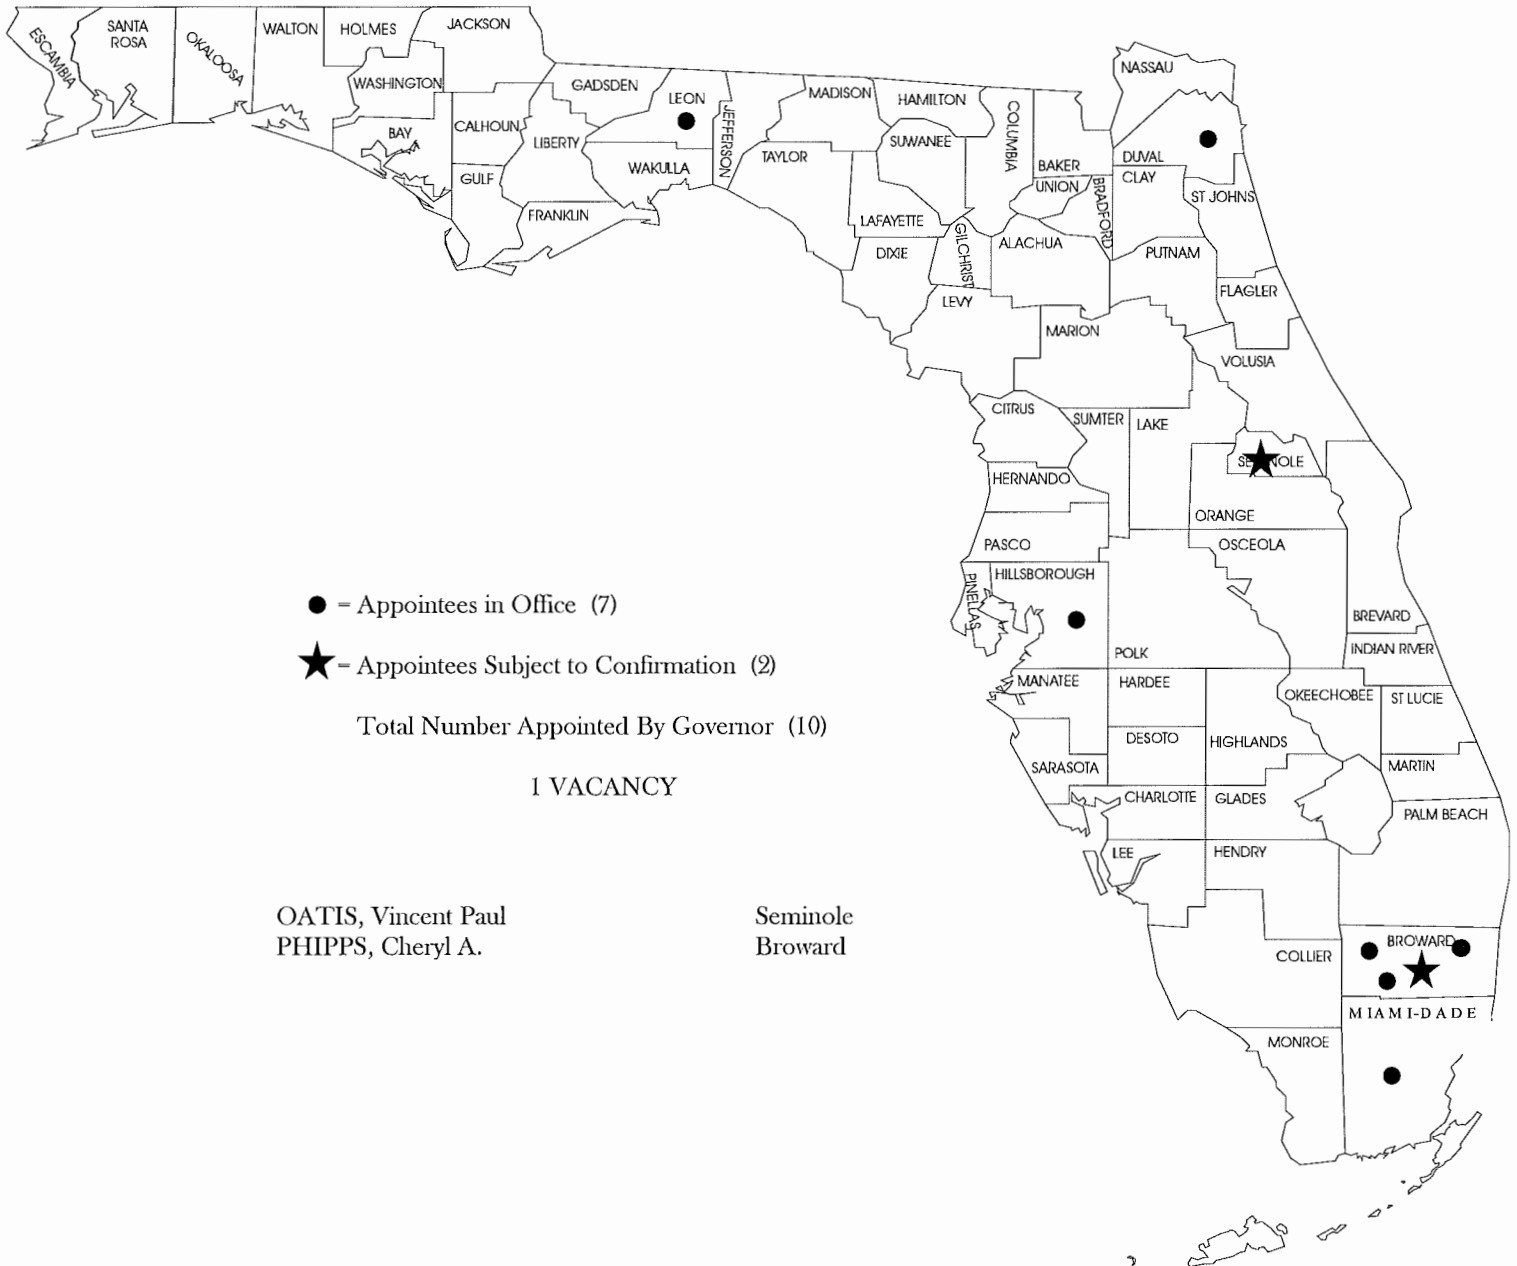 ESCAMBIA
SANTA
ROSA
OKALOOSA
WALTON
HOLMES
JACKSON
WASHINGTON
BAY
CALHOUN
GULF
GADSDEN
LIBERTY
FRANKLIN
LEON
WAKULLA
JEFFERSON
MADISON
TAYLOR
HAMILTON
SUWANEE
LAFAYETTE
DIXIE
COLUMBIA
GILCHRIST
BAKER
UNION
BRADFORD
ALACHUA
LEVY
NASSAU
DUVAL
CLAY
ST JOHNS
PUTNAM
FLAGLER
MARION
VOLUSIA
CITRUS
SUMTER
LAKE
SE NOLE
HERNANDO
ORANGE
PASCO
OSCEOLA
PINELLAS
HILLSBOROUGH
POLK
BREVARD
INDIAN RIVER
MANATEE
HARDEE
OKEECHOBEE
ST LUCIE
DESOTO
HIGHLANDS
SARASOTA
MARTIN
CHARLOTTE
GLADES
PALM BEACH
LEE
HENDRY
COLLIER
BROWARD
MIAMI-DADE
MONROE
= Appointees in Office (7)
= Appointees Subject to Confirmation (2)
Total Number Appointed By Governor (10)
1 VACANCY
OATIS, Vincent Paul Seminole
PHIPPS, Cheryl A. Broward